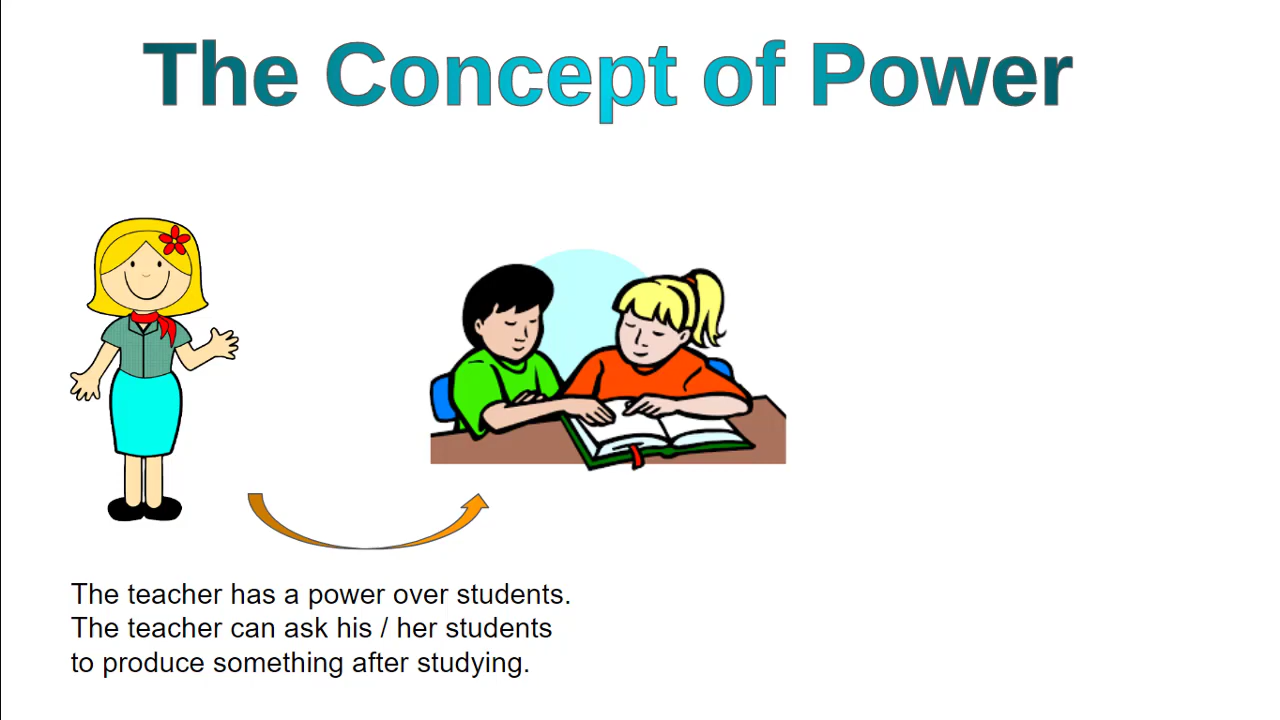 The Concept of Power
The teacher has a power over students.
The teacher can ask his / her students
to produce something after studying.